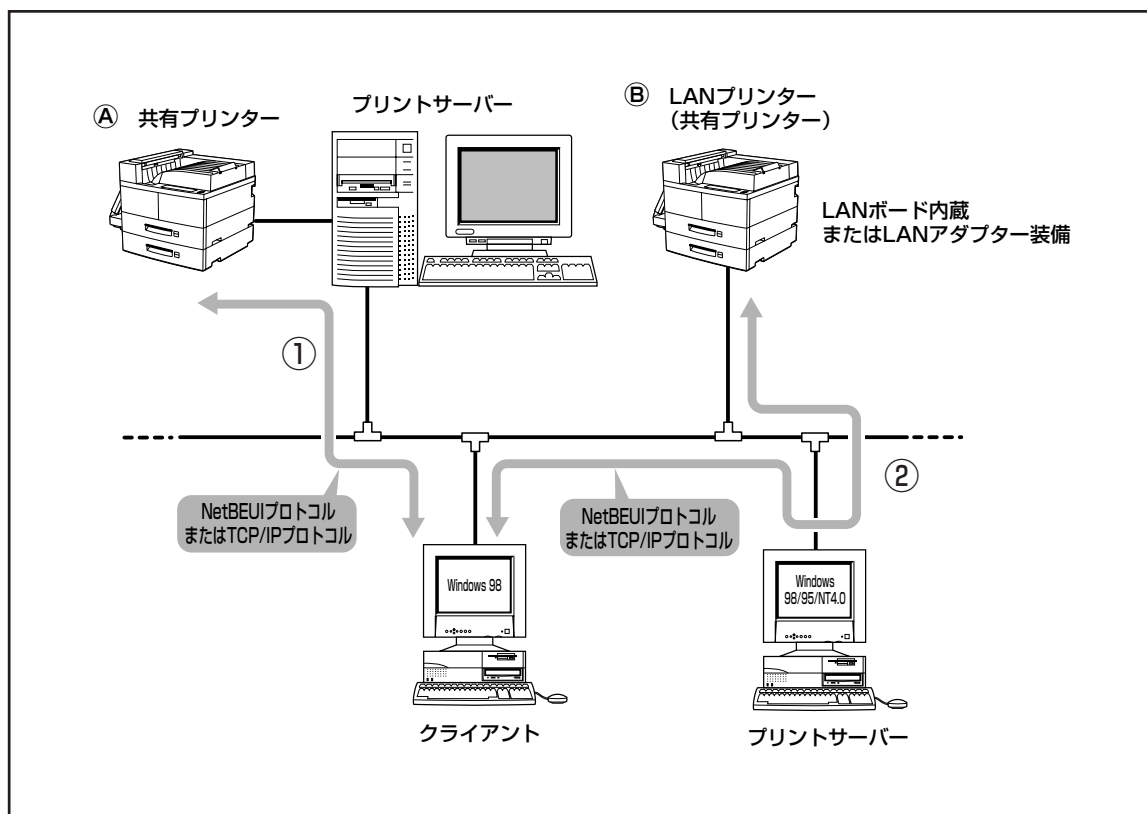 Ⓐ 共有プリンター
プリントサーバー
Ⓑ LANプリンター
（共有プリンター）
LANボード内蔵
またはLANアダプター装備
①
②
NetBEUIプロトコル
またはTCP/IPプロトコル
NetBEUIプロトコル
またはTCP/IPプロトコル
Windows 98
Windows
98/95/NT4.0
クライアント
プリントサーバー